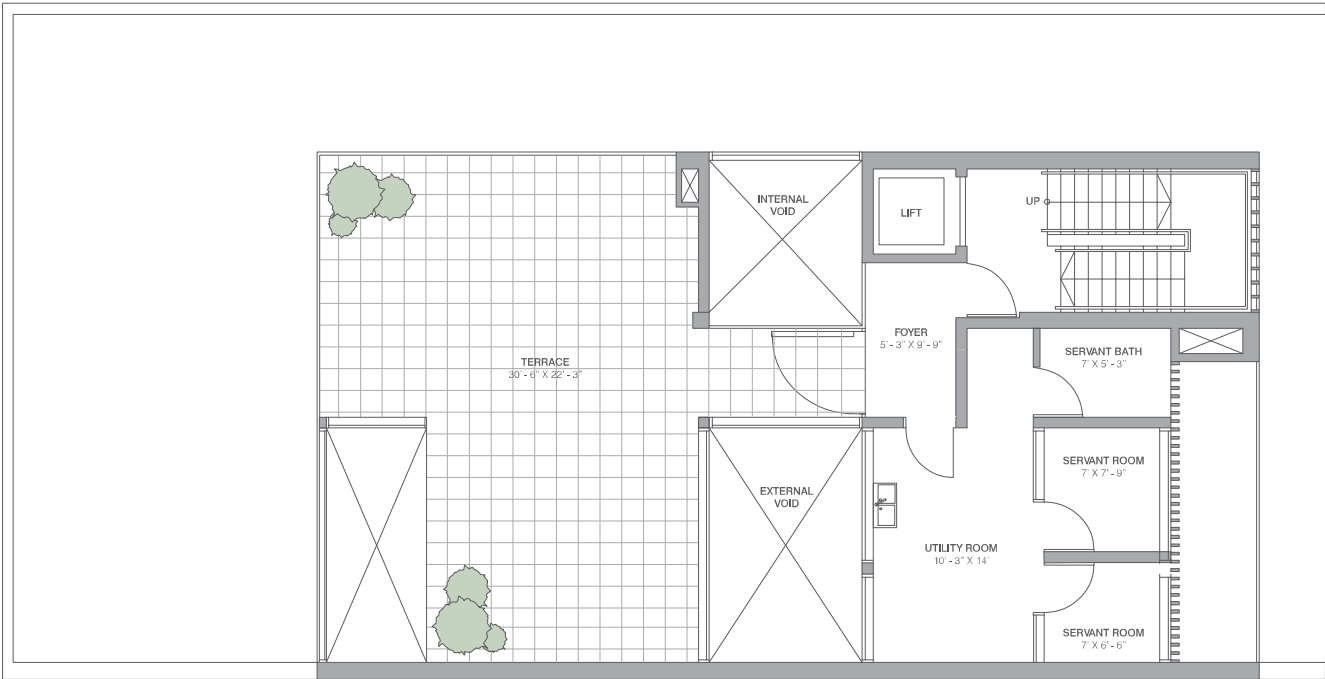 INTERNAL
VOID
LIFT
UP
FOYER
5' - 3" X 9' - 9"
TERRACE
30' - 6" X 22' - 3"
SERVANT BATH
7' X 5' - 3"
SERVANT ROOM
7' X 7' - 9"
EXTERNAL
VOID
UTILITY ROOM
10' - 3" X 14'
SERVANT ROOM
7' X 6' - 6"